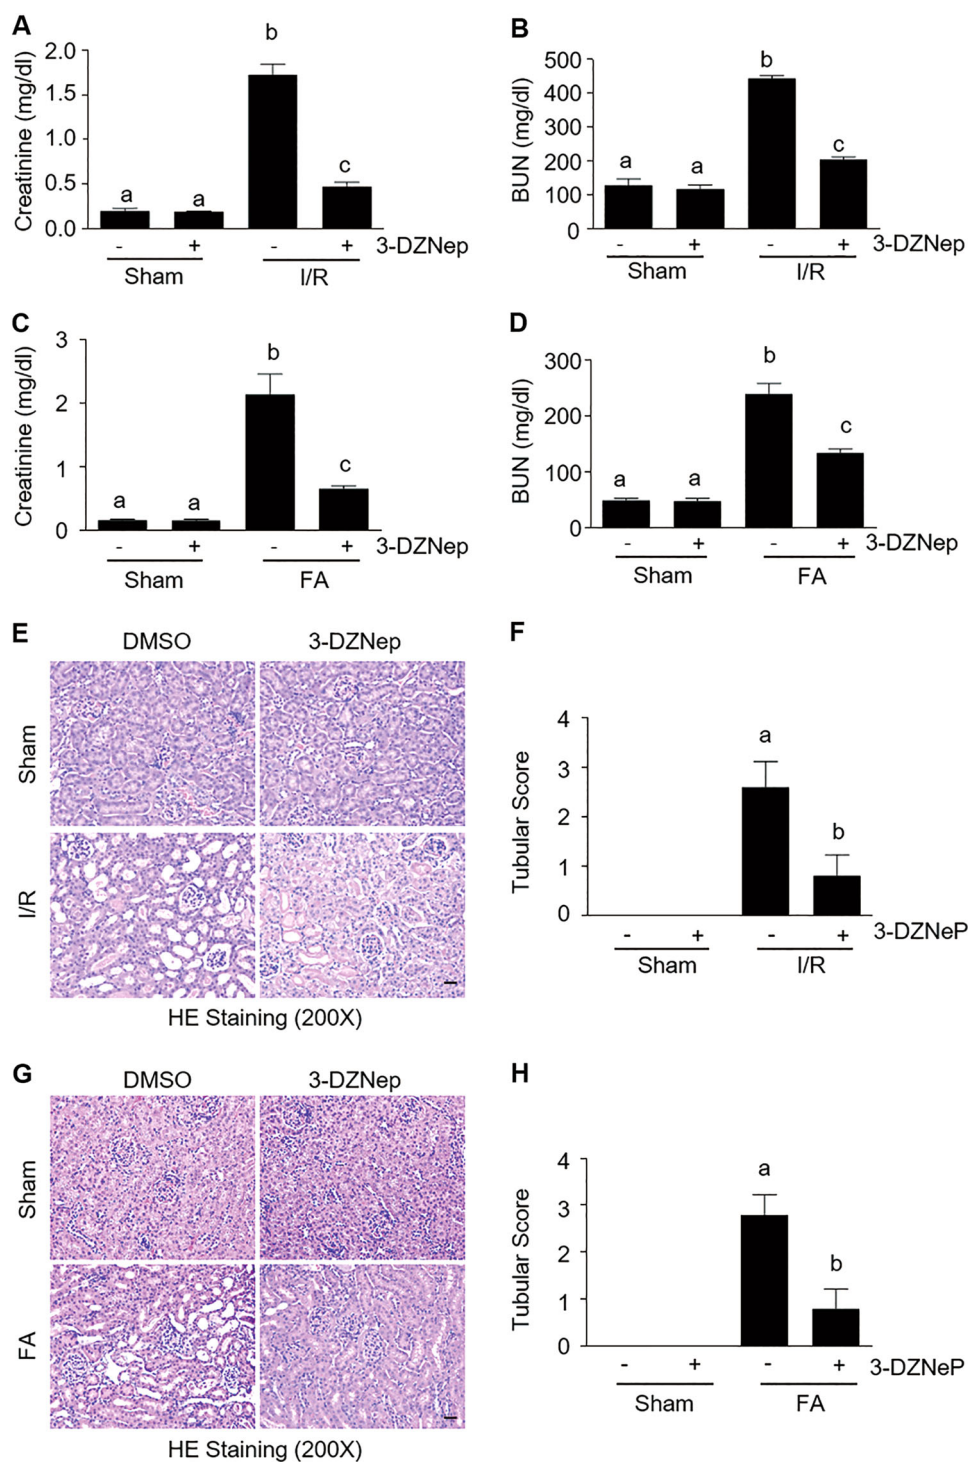 A
Creatinine (mg/dl)
2.0
1.5
1.0
0.5
0.0
a
a
b
c
-
+
-
+
3-DZNep
Sham
I/R
B
BUN (mg/dl)
500
400
300
200
100
0
a
a
b
c
-
+
-
+
3-DZNep
Sham
I/R
C
Creatinine (mg/dl)
3
2
1
0
a
a
b
c
-
+
-
+
3-DZNep
Sham
FA
D
BUN (mg/dl)
300
200
100
0
a
a
b
c
-
+
-
+
3-DZNep
Sham
FA
E
DMSO
3-DZNep
Sham
I/R
HE Staining (200X)
F
Tubular Score
4
3
2
1
0
a
b
-
+
-
+
3-DZNeP
Sham
I/R
G
DMSO
3-DZNep
Sham
FA
HE Staining (200X)
H
Tubular Score
4
3
2
1
0
a
b
-
+
-
+
3-DZNeP
Sham
FA